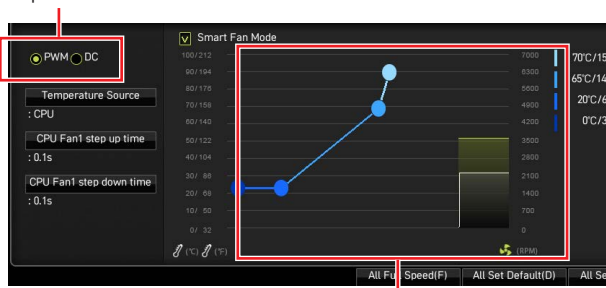 Smart Fan Mode
PWM DC
Temperature Source
: CPU
CPU Fan1 step up time
: 0.1s
CPU Fan1 step down time
: 0.1s
100/212 7000
90/194 6300
80/176 5600
70/158 4900
60/140 4200
50/122 3500
40/104 2800
30/ 86 2100
20/ 68 1400
10/ 50 700
0/ 32 0
(°C) (°F) (RPM)
70°C/15
65°C/14
20°C/6
0°C/3
All Full Speed(F) All Set Default(D) All Se